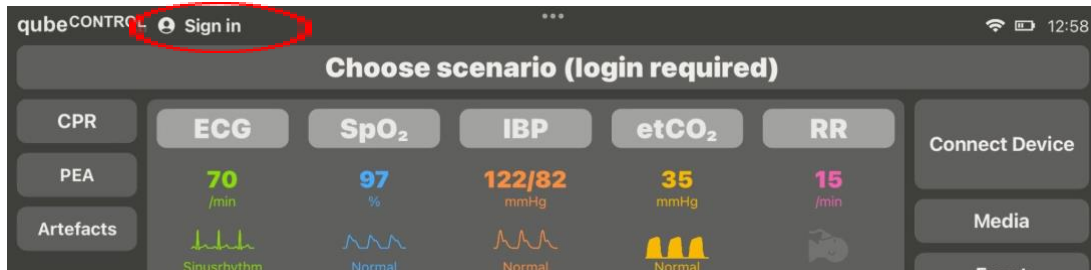 qubeCONTROL Sign in 12:58
Choose scenario (login required)
CPR ECG SpO₂ IBP etCO₂ RR Connect Device
PEA 70 97 122/82 35 15
/min % mmHg mmHg /min
Artefacts Media
Sinusrhythm Normal Normal Normal